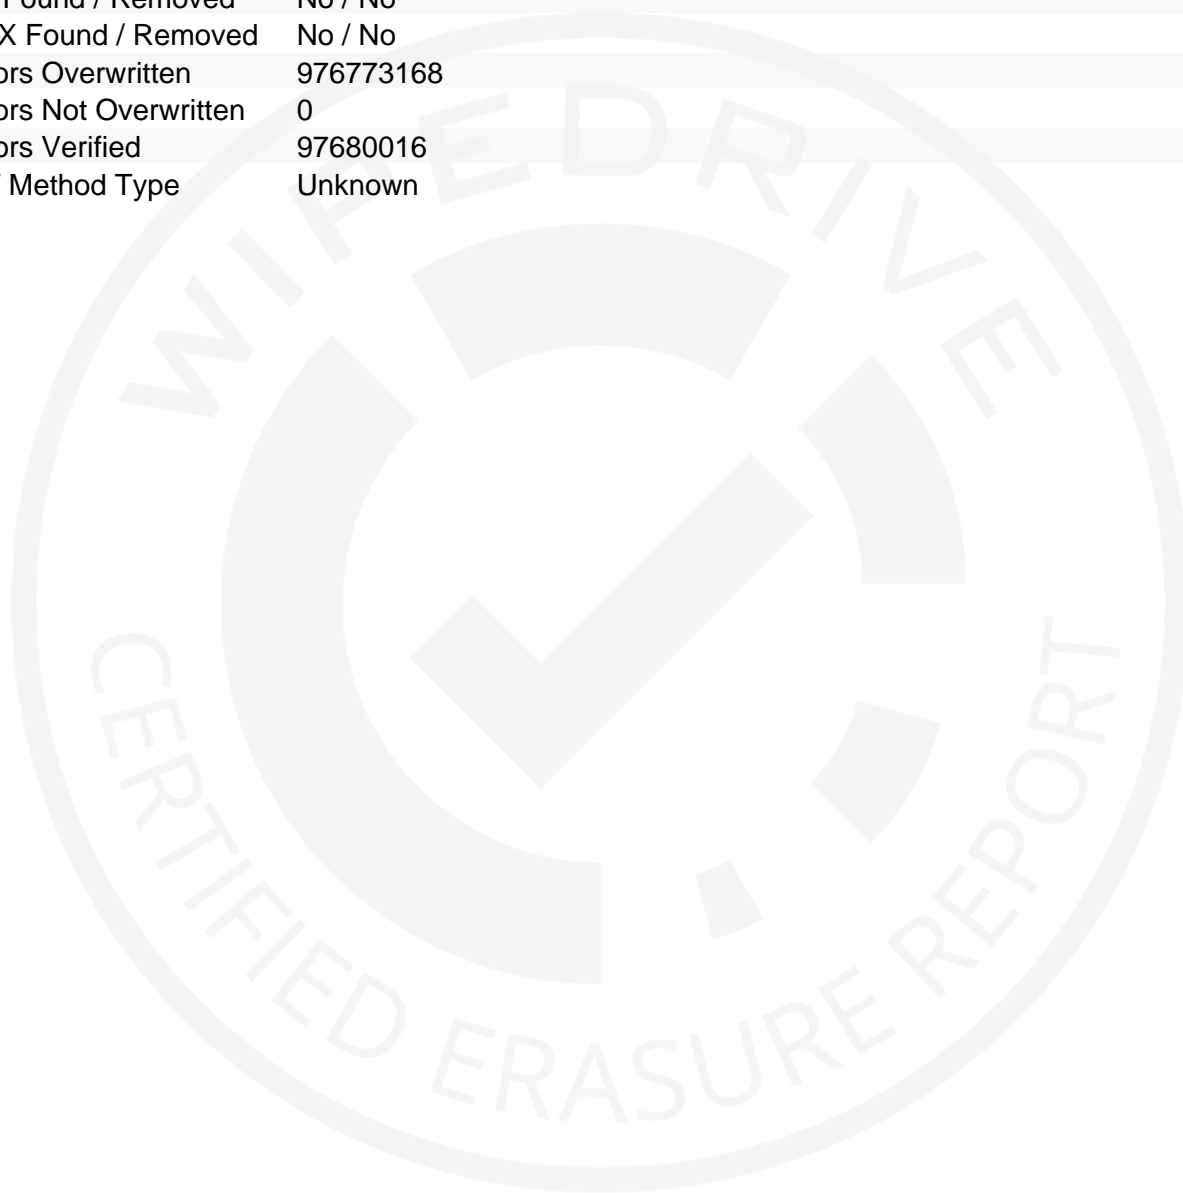 Found / Removed No / No
X Found / Removed No / No
ors Overwritten 976773168
ors Not Overwritten 0
ors Verified 97680016
Method Type Unknown
WIPEDRIVE
CERTIFIED ERASURE REPORT